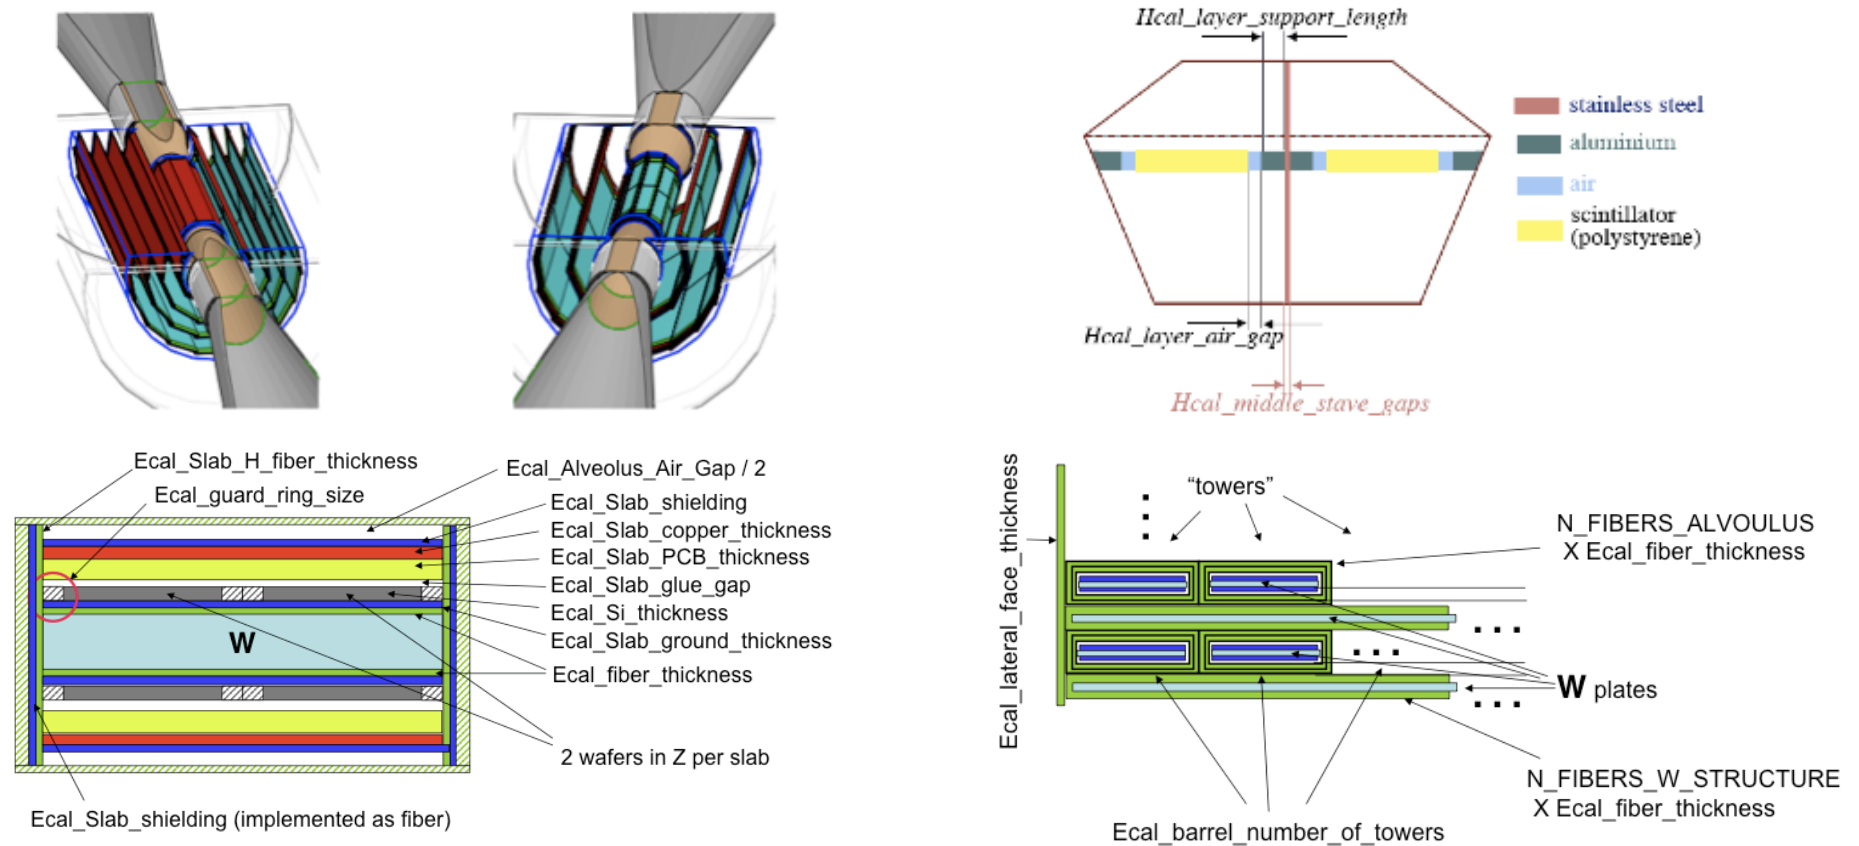 Hcal_layer_support_length
stainless steel
aluminium
air
scintillator
(polystyrene)
Hcal_layer_air_gap
Hcal_middle_stave_gaps
Ecal_Slab_H_fiber_thickness
Ecal_guard_ring_size
Ecal_Alveolus_Air_Gap / 2
Ecal_Slab_shielding
Ecal_Slab_copper_thickness
Ecal_Slab_PCB_thickness
Ecal_Slab_glue_gap
Ecal_Si_thickness
Ecal_Slab_ground_thickness
Ecal_fiber_thickness
W
2 wafers in Z per slab
Ecal_Slab_shielding (implemented as fiber)
Ecal_lateral_face_thickness
“towers”
N_FIBERS_ALVOULUS
X Ecal_fiber_thickness
W plates
N_FIBERS_W_STRUCTURE
X Ecal_fiber_thickness
Ecal_barrel_number_of_towers